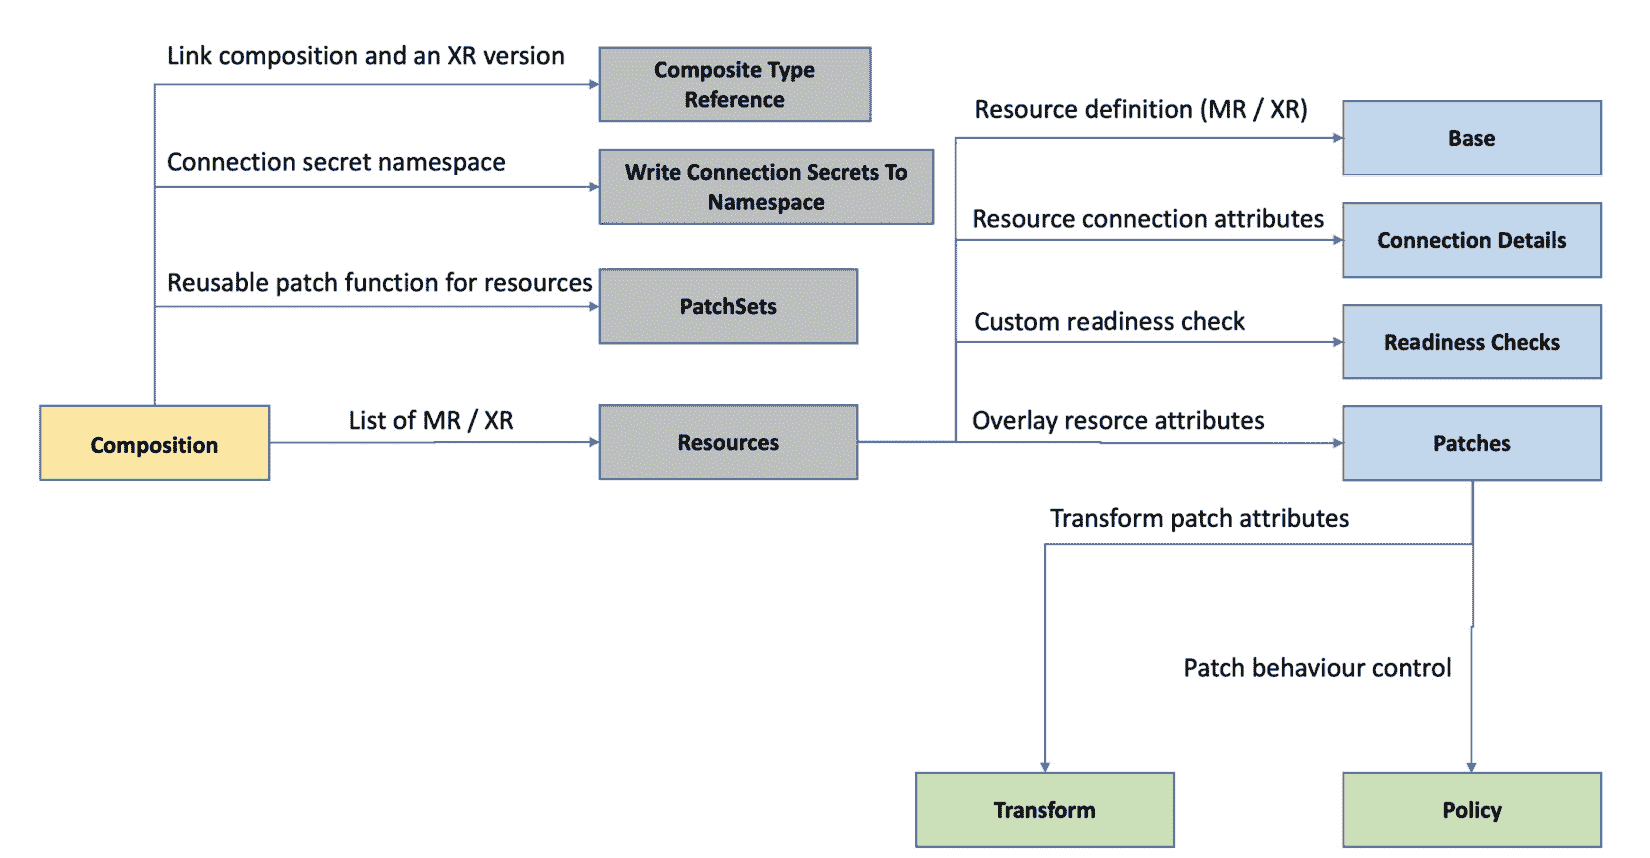 Link composition and an XR version
Composite Type
Reference
Connection secret namespace
Write Connection Secrets To
Namespace
Reusable patch function for resources
PatchSets
Composition
List of MR / XR
Resources
Resource definition (MR / XR)
Base
Resource connection attributes
Connection Details
Custom readiness check
Readiness Checks
Overlay resorce attributes
Patches
Transform patch attributes
Patch behaviour control
Transform
Policy